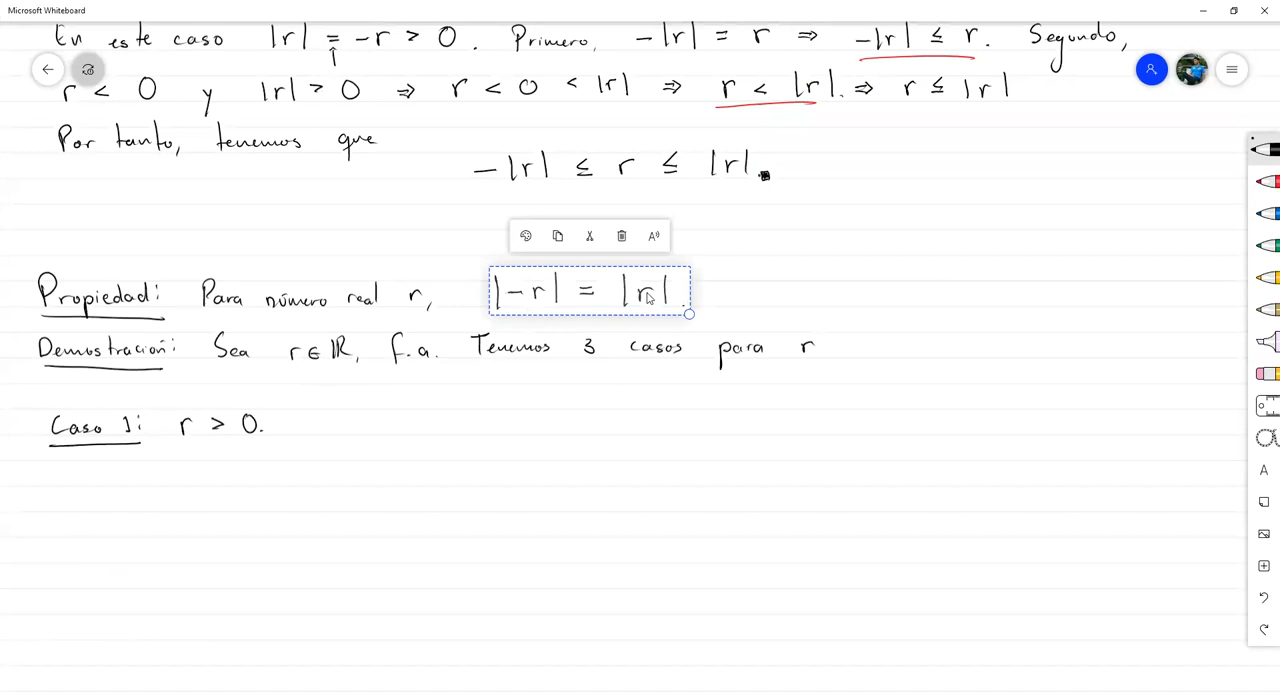 Microsoft Whiteboard
En este caso |r| = -r > 0. Primero, -|r| = r ⇒ -|r| ≤ r. Segundo,
r < 0 y |r| > 0 ⇒ r < 0 < |r| ⇒ r < |r|. ⇒ r ≤ |r|
Por tanto, tenemos que
-|r| ≤ r ≤ |r|.
Propiedad: Para número real r, |-r| = |r|.
Demostración: Sea r ∈ ℝ, f.a. Tenemos 3 casos para r
Caso 1: r > 0.